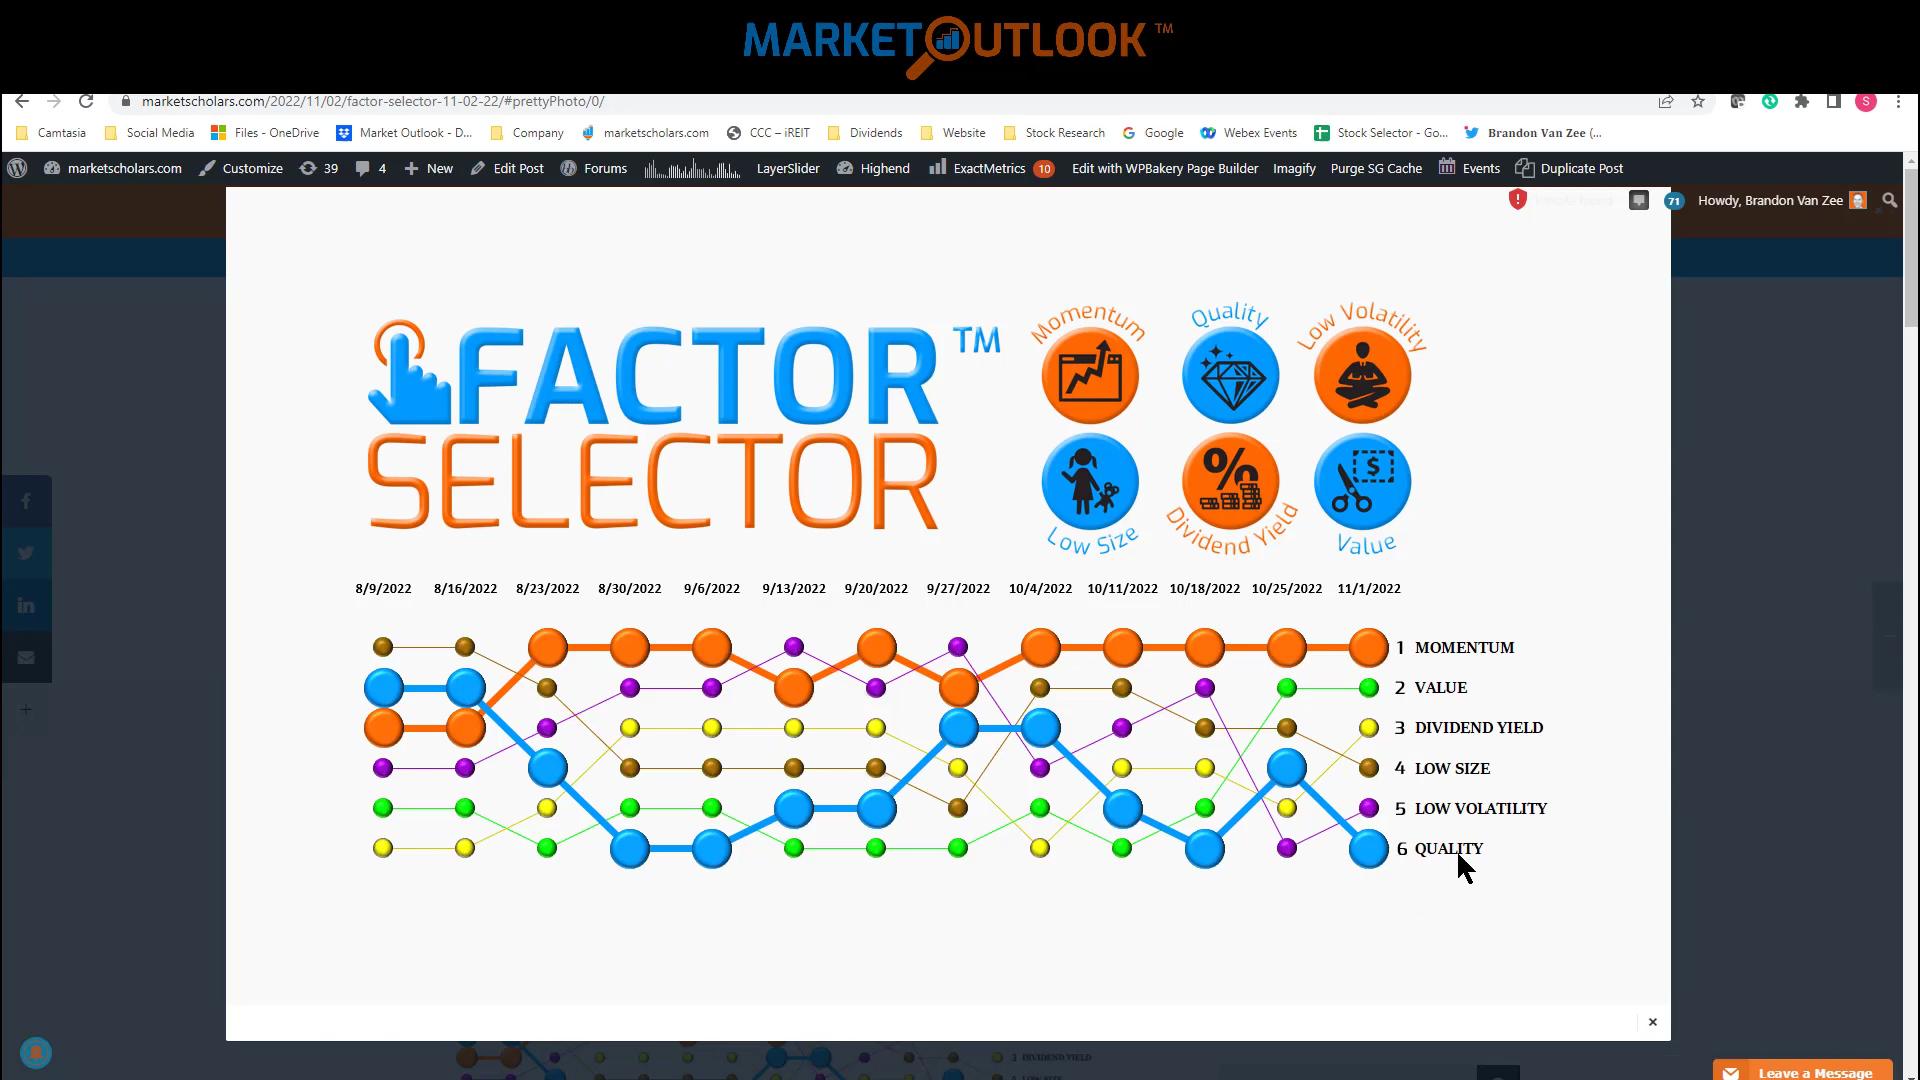 MARKETOUTLOOK™
marketscholars.com/2022/11/02/factor-selector-11-02-22/#prettyPhoto/0/
Camtasia Social Media Files - OneDrive Market Outlook - D... Company marketscholars.com CCC – iREIT Dividends Website Stock Research Google Webex Events Stock Selector - Go... Brandon Van Zee (...
marketscholars.com Customize 39 4 New Edit Post Forums LayerSlider Highend ExactMetrics 10 Edit with WPBakery Page Builder Imagify Purge SG Cache Events Duplicate Post
71 Howdy, Brandon Van Zee
FACTOR™
SELECTOR
Momentum Quality Low Volatility
Low Size Dividend Yield Value
8/9/2022 8/16/2022 8/23/2022 8/30/2022 9/6/2022 9/13/2022 9/20/2022 9/27/2022 10/4/2022 10/11/2022 10/18/2022 10/25/2022 11/1/2022
1 MOMENTUM
2 VALUE
3 DIVIDEND YIELD
4 LOW SIZE
5 LOW VOLATILITY
6 QUALITY
3 DIVIDEND YIELD
Leave a Message